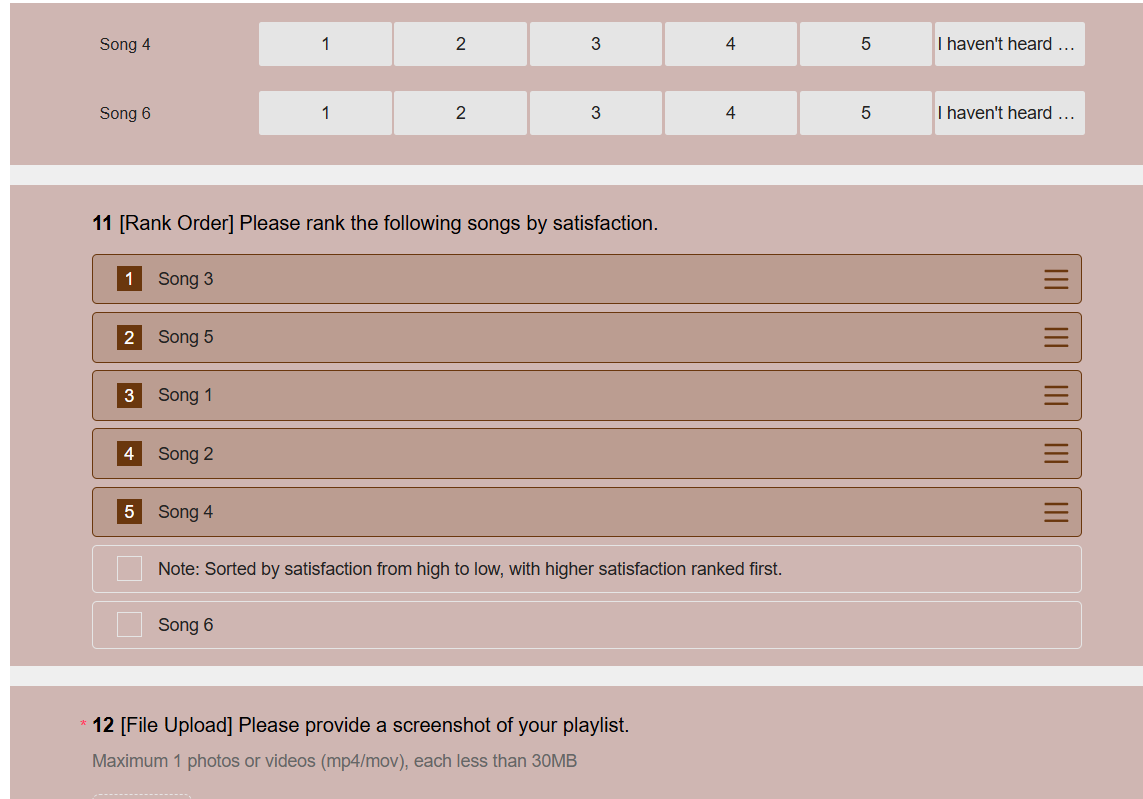 Song 4 1 2 3 4 5 I haven't heard …
Song 6 1 2 3 4 5 I haven't heard …
11 [Rank Order] Please rank the following songs by satisfaction.
1 Song 3
2 Song 5
3 Song 1
4 Song 2
5 Song 4
Note: Sorted by satisfaction from high to low, with higher satisfaction ranked first.
Song 6
* 12 [File Upload] Please provide a screenshot of your playlist.
Maximum 1 photos or videos (mp4/mov), each less than 30MB